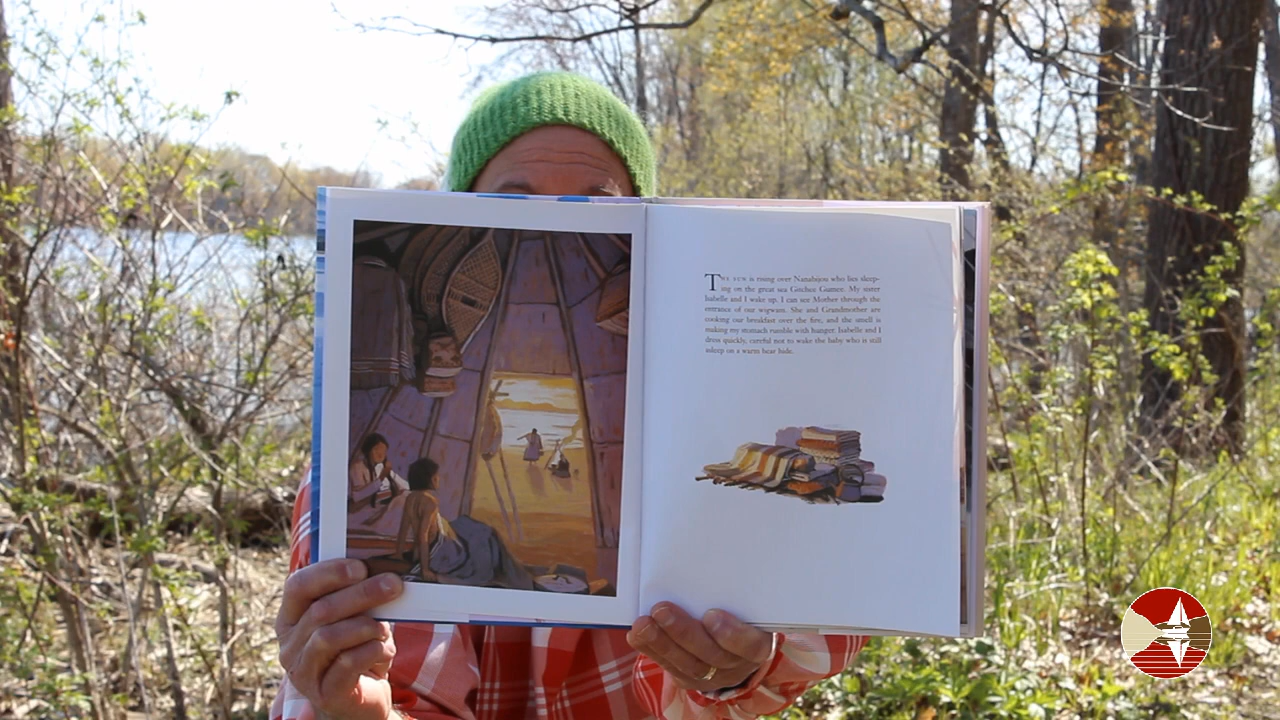 THE SUN is rising over Nanabijou who lies sleep-
ing on the great sea Gitchee Gumee. My sister
Isabelle and I wake up. I can see Mother through the
entrance of our wigwam. She and Grandmother are
cooking our breakfast over the fire, and the smell is
making my stomach rumble with hunger. Isabelle and I
dress quickly, careful not to wake the baby who is still
asleep on a warm bear hide.